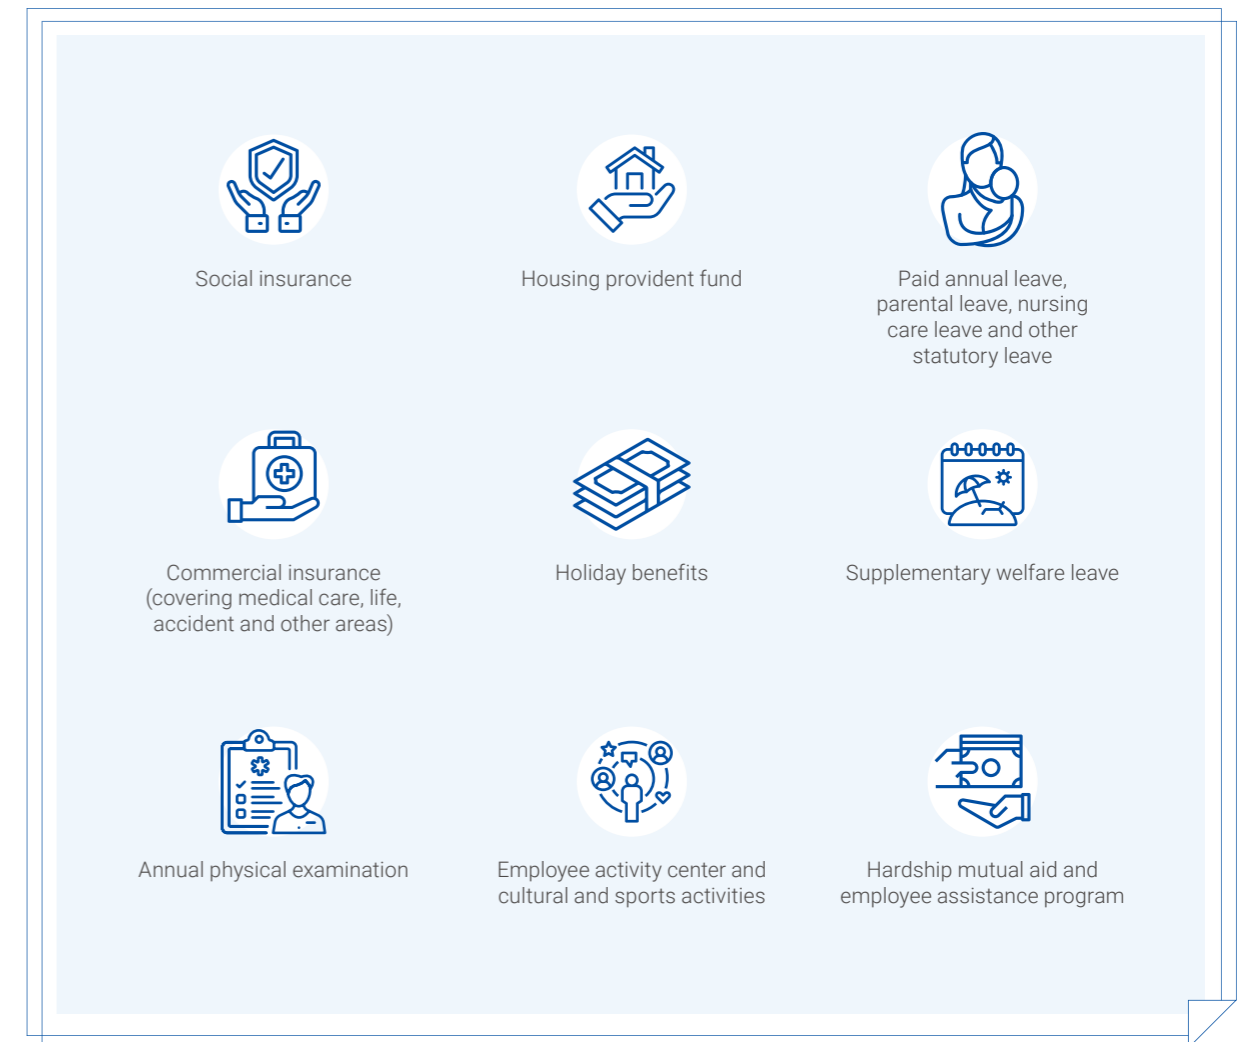 Social insurance
Housing provident fund
Paid annual leave,
parental leave, nursing
care leave and other
statutory leave
Commercial insurance
(covering medical care, life,
accident and other areas)
Holiday benefits
Supplementary welfare leave
Annual physical examination
Employee activity center and
cultural and sports activities
Hardship mutual aid and
employee assistance program